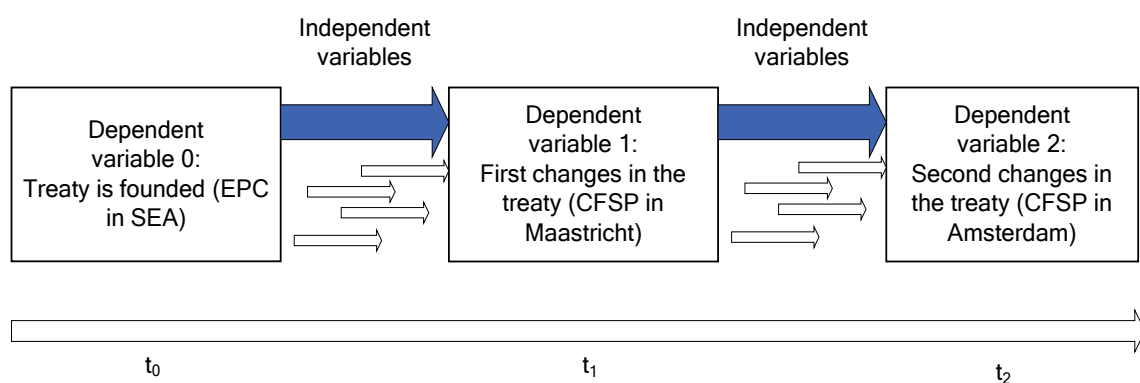 Independent
variables
Independent
variables
Dependent
variable 0:
Treaty is founded (EPC
in SEA)
Dependent
variable 1:
First changes in the
treaty (CFSP in
Maastricht)
Dependent
variable 2:
Second changes in
the treaty (CFSP in
Amsterdam)
t₀
t₁
t₂